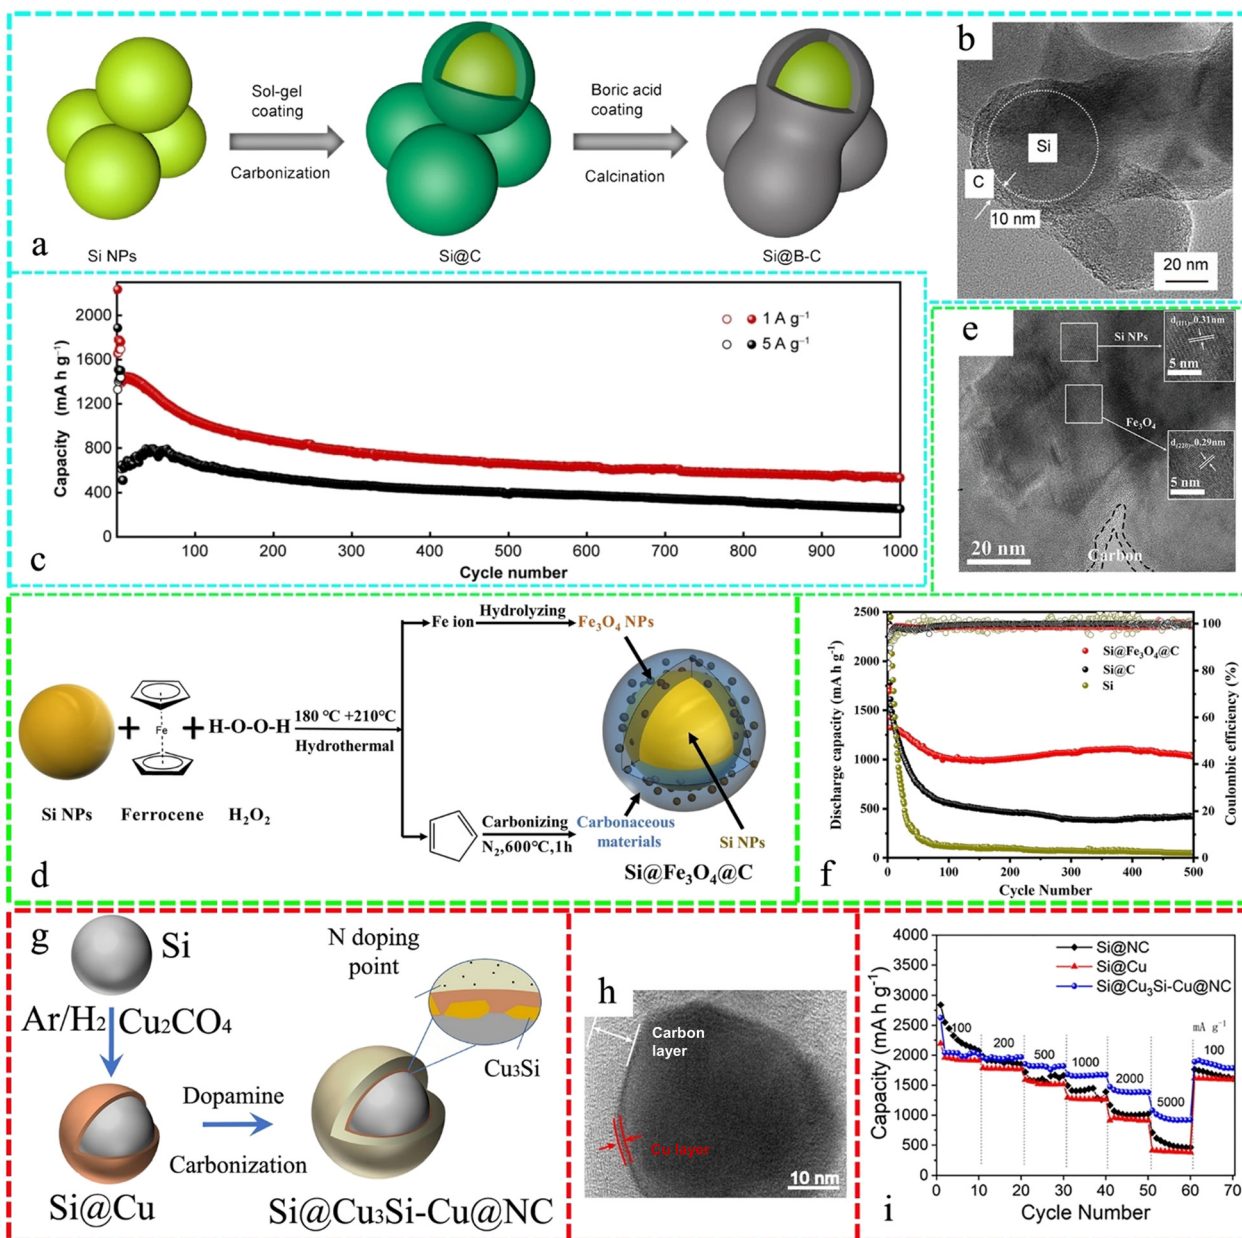 Sol-gel
coating
Carbonization
Boric acid
coating
Calcination
a
Si NPs
Si@C
Si@B-C
b
Si
C
10 nm
20 nm
2000
1600
1200
800
400
0
Capacity (mA h g⁻¹)
1 A g⁻¹
5 A g⁻¹
100 200 300 400 500 600 700 800 900 1000
Cycle number
c
e
Si NPs
d(111)=0.31nm
5 nm
Fe₃O₄
d(220)=0.29nm
5 nm
Carbon
20 nm
Fe ion
Hydrolyzing
Fe₃O₄ NPs
Fe
H-O-O-H
180 ℃ +210℃
Hydrothermal
Si NPs
Ferrocene
H₂O₂
Carbonizing
N₂,600℃,1h
Carbonaceous
materials
Si NPs
Si@Fe₃O₄@C
d
2500
2000
1500
1000
500
0
Discharge capacity (mA h g⁻¹)
Si@Fe₃O₄@C
Si@C
Si
100
80
60
40
20
0
Coulombic efficiency (%)
0 100 200 300 400 500
Cycle Number
f
g
Si
Ar/H₂
Cu₂CO₄
Si@Cu
Dopamine
Carbonization
N doping
point
Cu₃Si
Si@Cu₃Si-Cu@NC
h
Carbon
layer
Cu layer
10 nm
4000
3500
3000
2500
2000
1500
1000
500
0
Capacity (mA h g⁻¹)
Si@NC
Si@Cu
Si@Cu₃Si-Cu@NC
mA g⁻¹
100
200
500
1000
2000
5000
100
0 10 20 30 40 50 60 70
Cycle Number
i